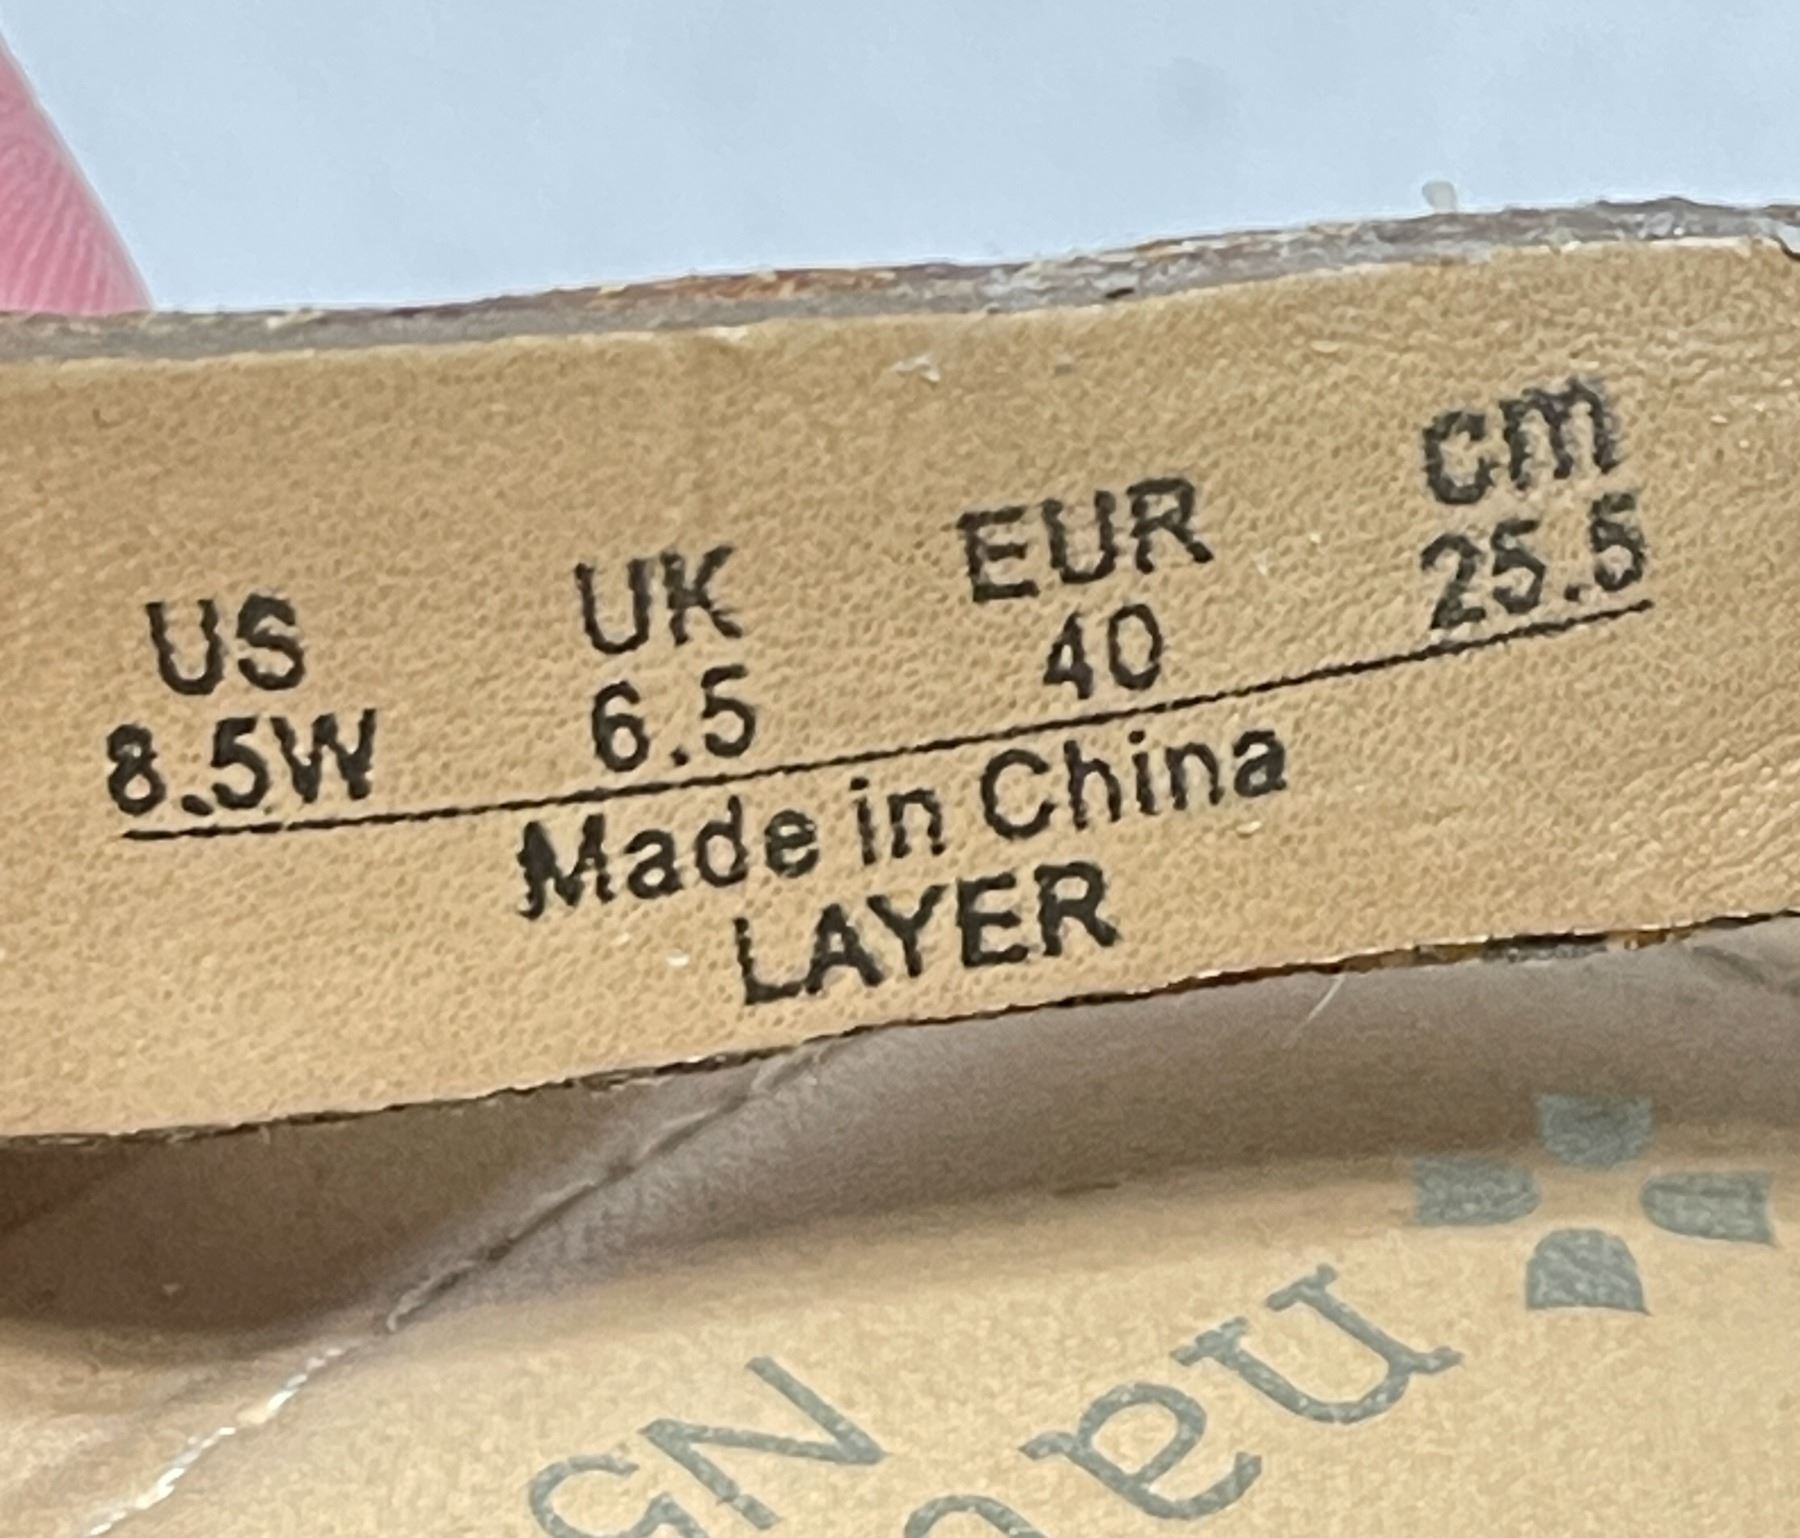 US UK EUR cm
8.5W 6.5 40 25.5
Made in China
LAYER